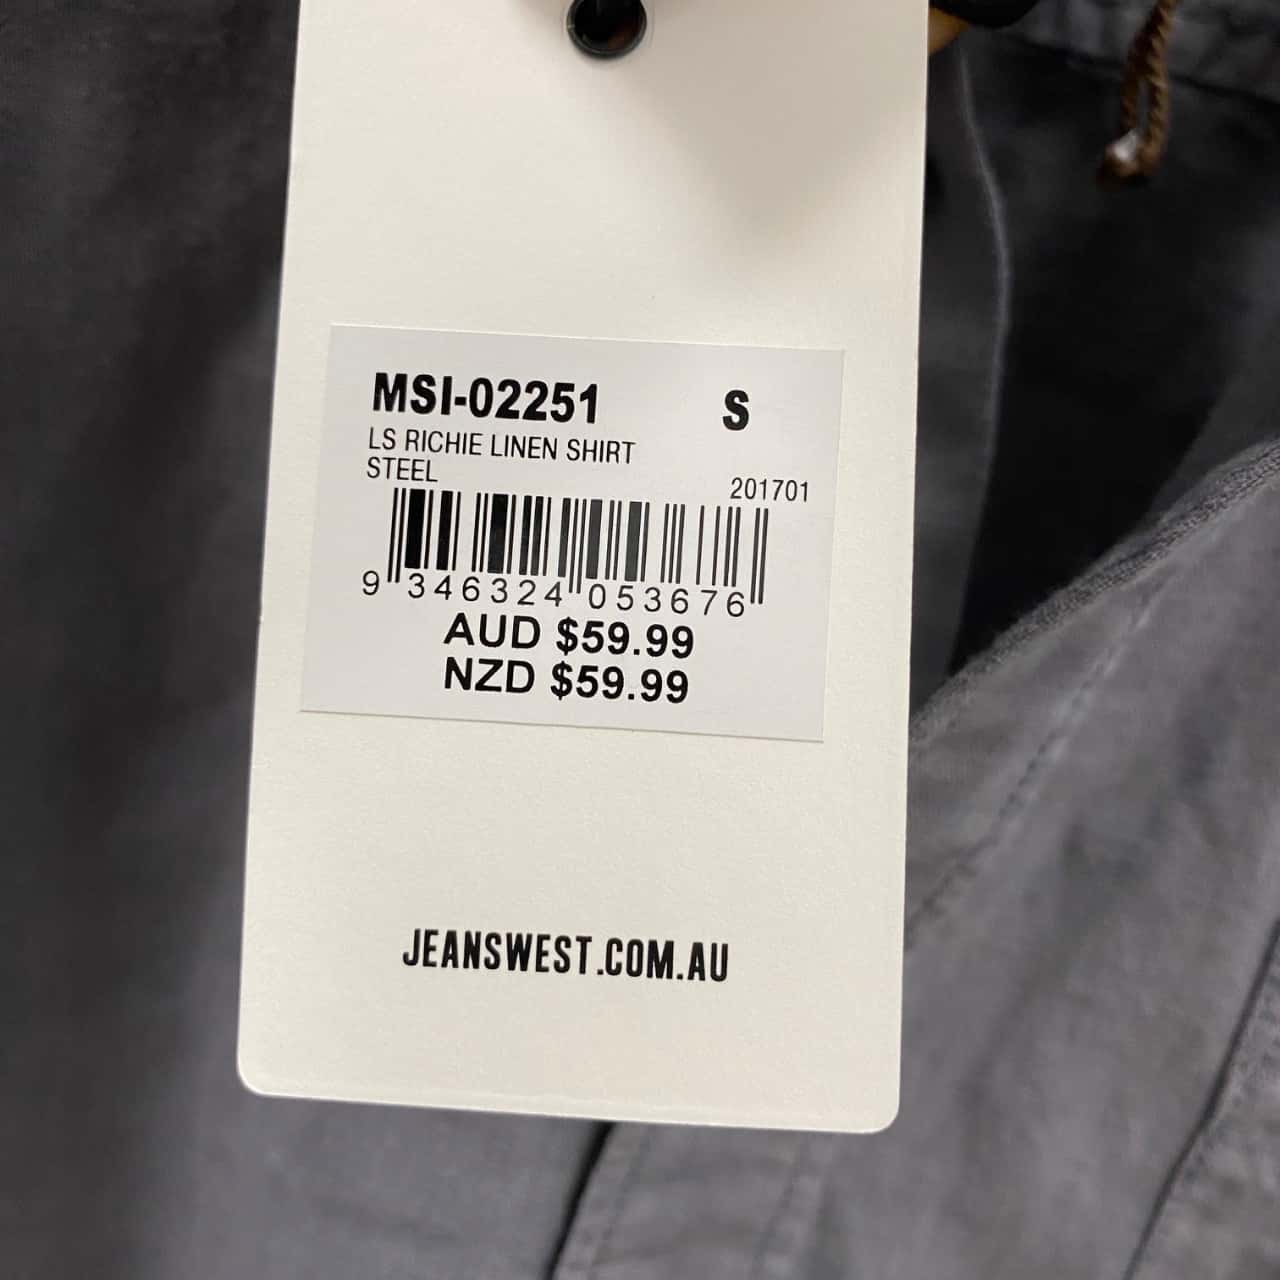 MSI-02251 S
LS RICHIE LINEN SHIRT
STEEL 201701
9 346324 053676
AUD $59.99
NZD $59.99
JEANSWEST.COM.AU